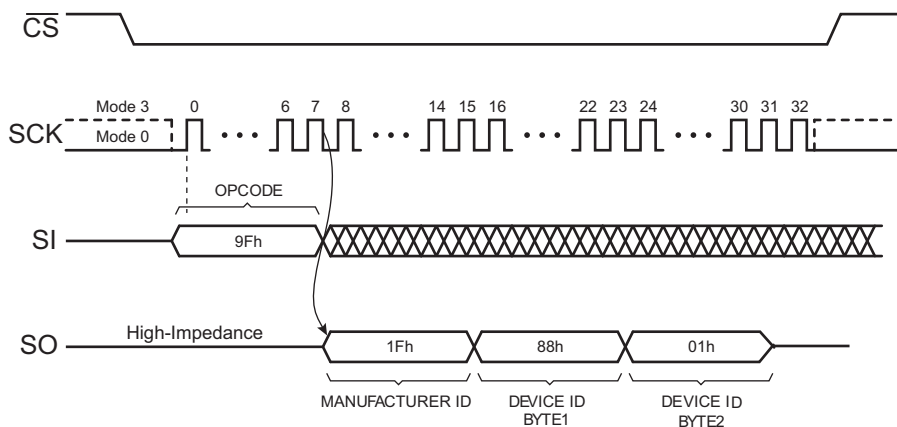 CS
Mode 3
0 6 7 8 14 15 16 22 23 24 30 31 32
SCK
Mode 0
OPCODE
SI
9Fh
High-Impedance
SO
1Fh 88h 01h
MANUFACTURER ID DEVICE ID DEVICE ID
BYTE1 BYTE2